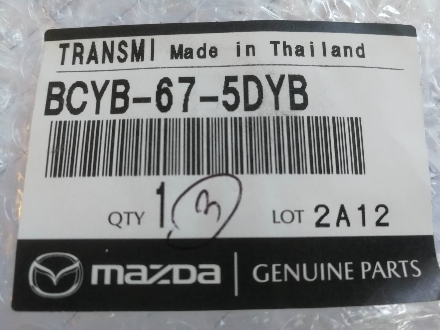 TRANSMI Made in Thailand
BCYB-67-5DYB
QTY 1 3 LOT 2A12
mazda GENUINE PARTS